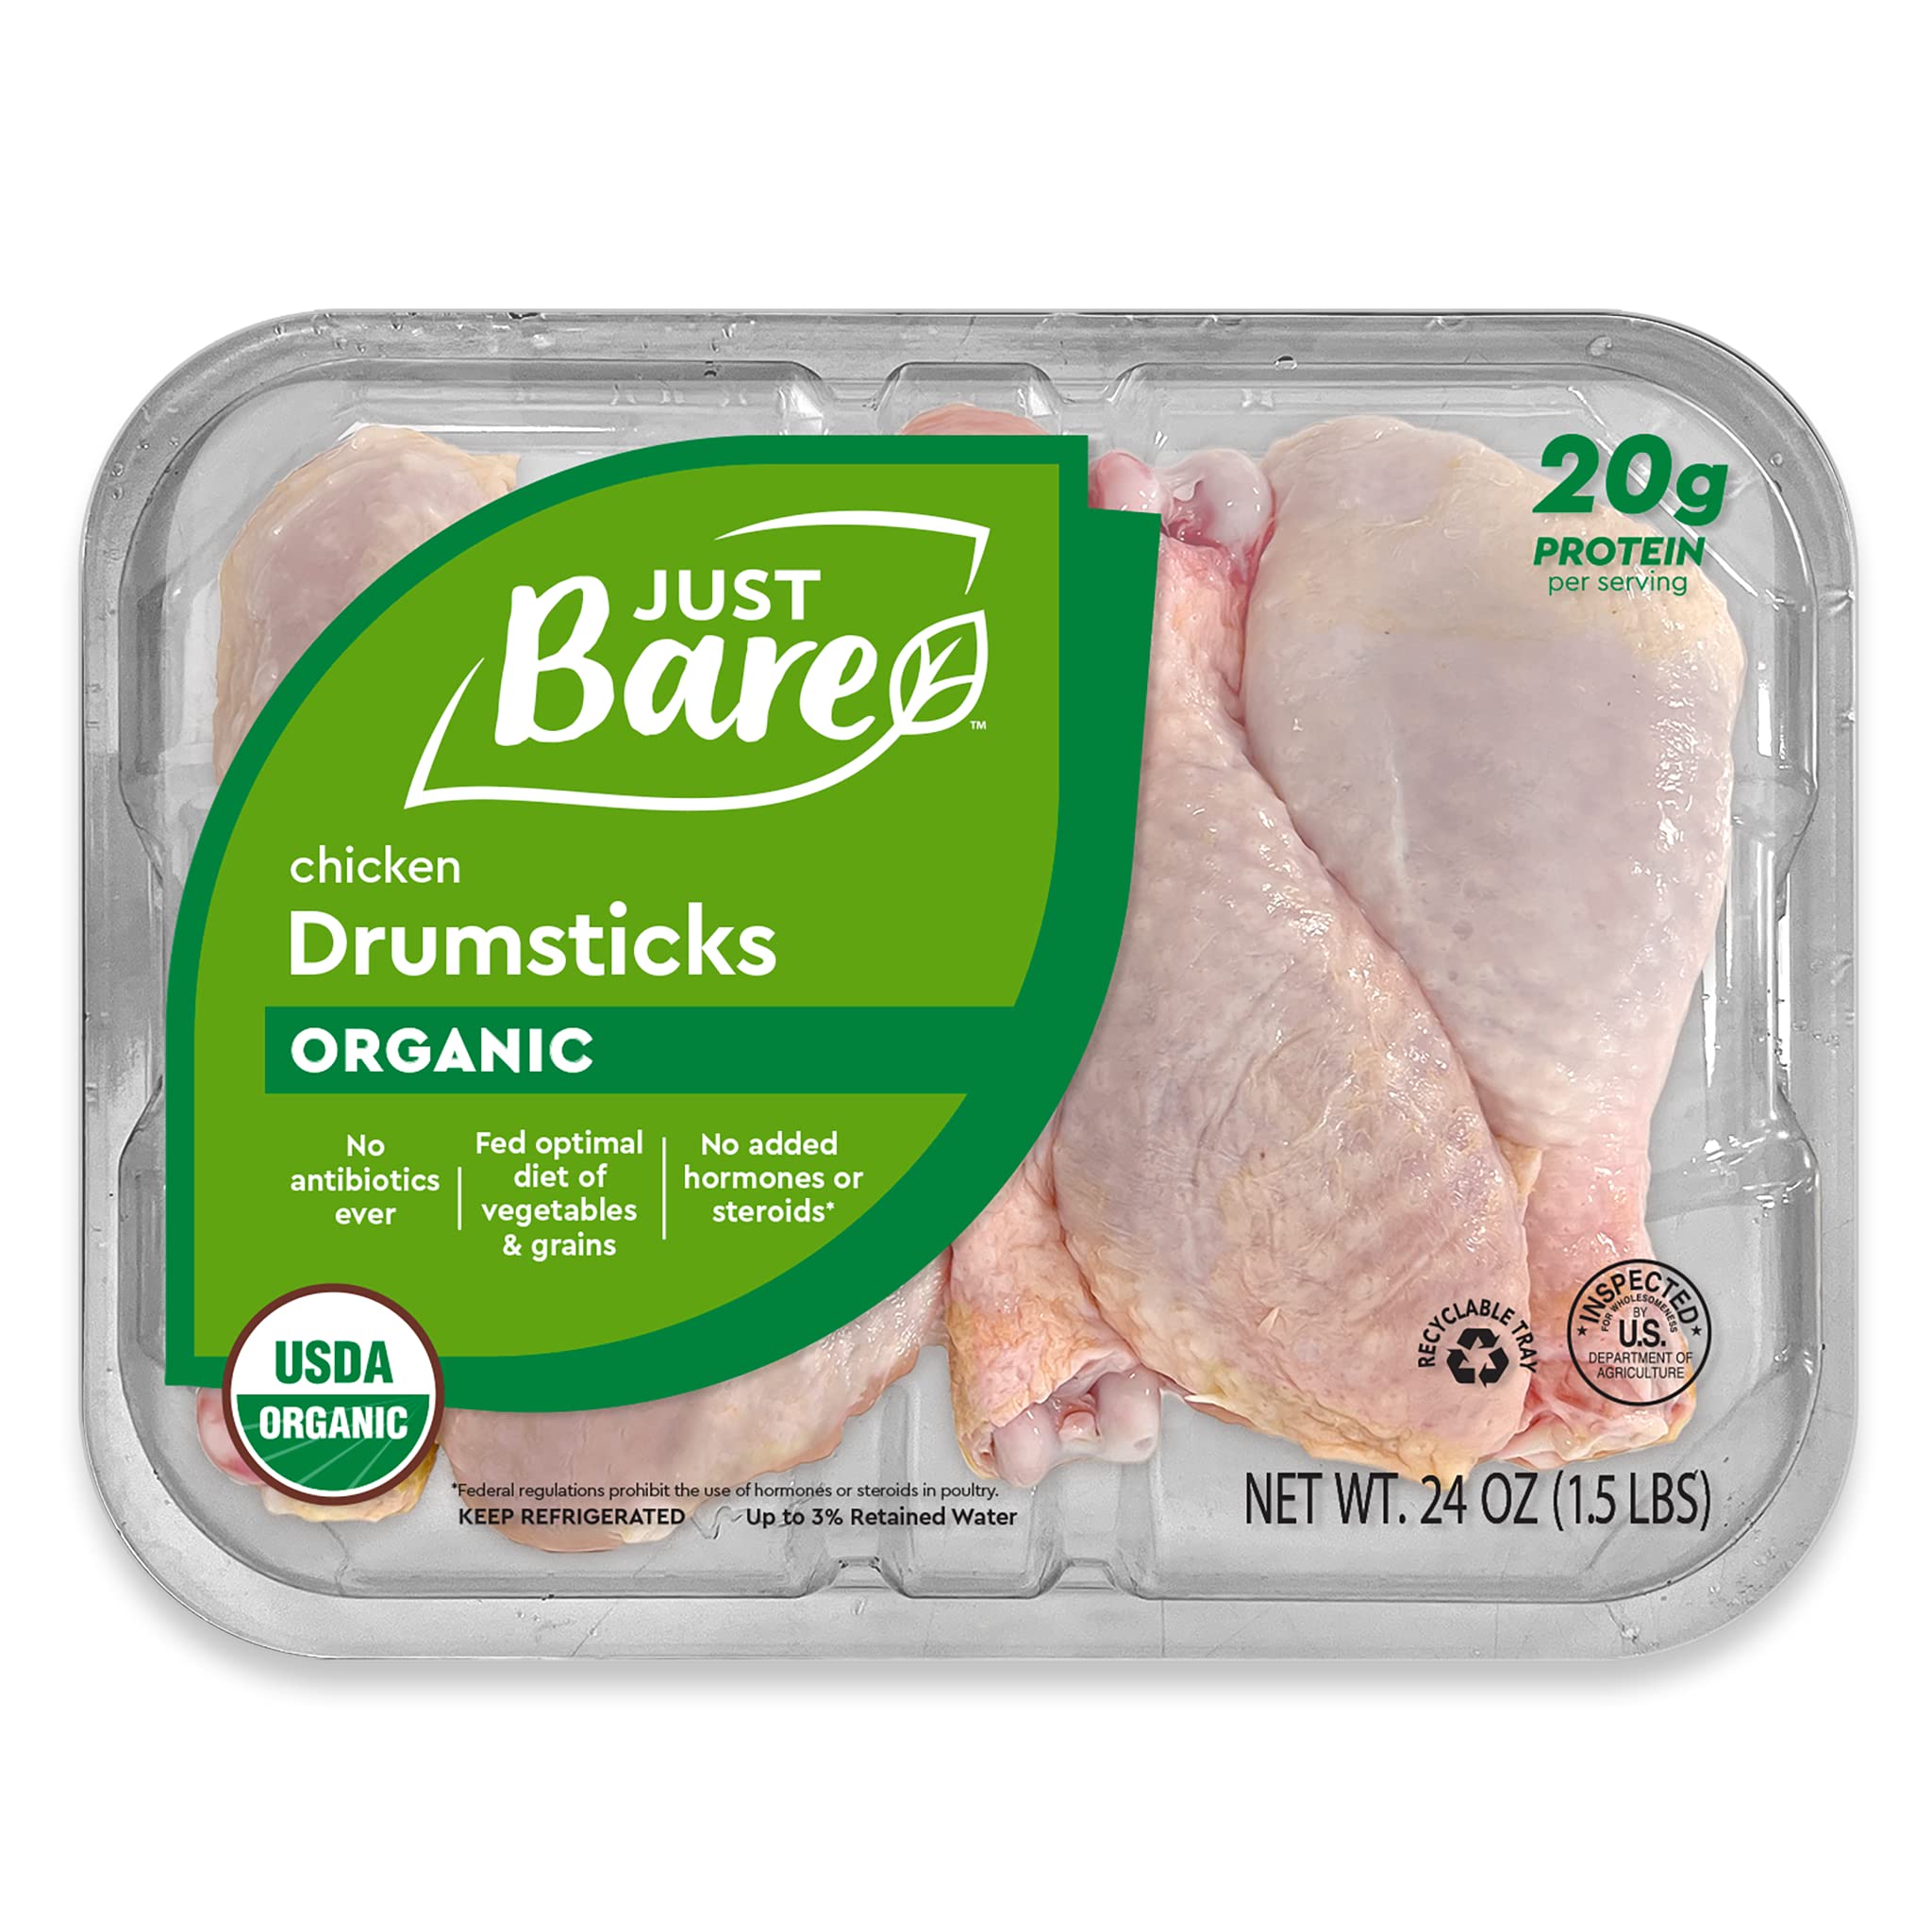 20g
PROTEIN
per serving
JUST
Bare
TM
chicken
Drumsticks
ORGANIC
No
antibiotics
ever
Fed optimal
diet of
vegetables
& grains
No added
hormones or
steroids*
USDA
ORGANIC
*Federal regulations prohibit the use of hormones or steroids in poultry.
KEEP REFRIGERATED
Up to 3% Retained Water
RECYCLABLE TRAY
INSPECTED
FOR WHOLESOMENESS
BY
U.S.
DEPARTMENT OF
AGRICULTURE
NET WT. 24 OZ (1.5 LBS)